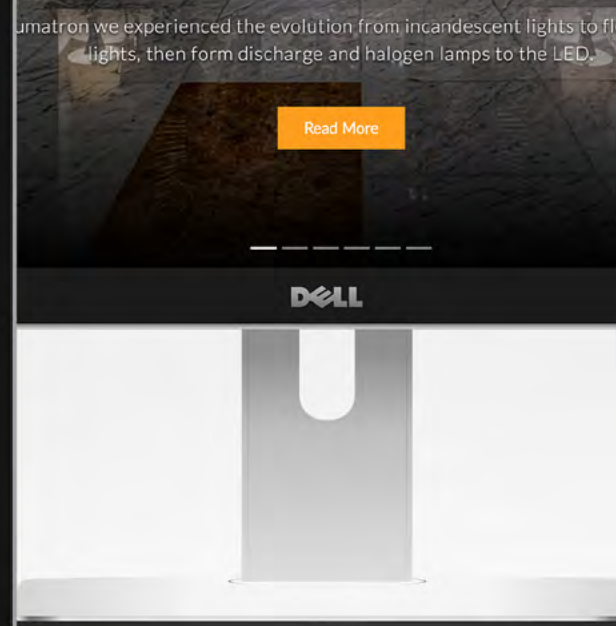 umatron we experienced the evolution from incandescent lights to fl
lights, then form discharge and halogen lamps to the LED.
Read More
DELL